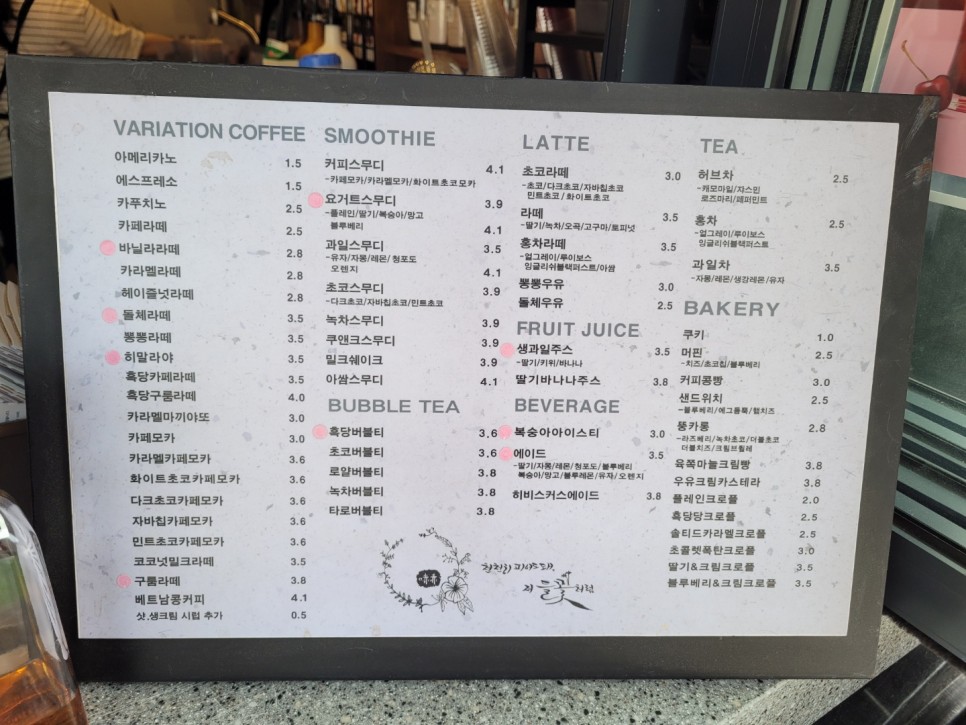 VARIATION COFFEE
아메리카노 1.5
에스프레소 1.5
카푸치노 2.5
카페라떼 2.5
바닐라라떼 2.8
카라멜라떼 2.8
헤이즐넛라떼 2.8
돌체라떼 3.5
뽕뽕라떼 3.5
히말라야 3.5
흑당카페라떼 3.5
흑당구룸라떼 4.0
카라멜마끼야또 3.0
카페모카 3.0
카라멜카페모카 3.6
화이트초코카페모카 3.6
다크초코카페모카 3.6
자바칩카페모카 3.6
민트초코카페모카 3.6
코코넛밀크라떼 3.5
구룸라떼 3.8
베트남콩커피 4.1
샷,생크림 시럽 추가 0.5
SMOOTHIE
커피스무디 4.1
-카페모카/카라멜모카/화이트초코모카
요거트스무디 3.9
-플레인/딸기/복숭아/망고
블루베리 4.1
과일스무디 3.5
-유자/자몽/레몬/청포도
오렌지 4.1
초코스무디 3.9
-다크초코/자바칩초코/민트초코
녹차스무디 3.9
쿠앤크스무디 3.9
밀크쉐이크 3.9
아쌈스무디 4.1
BUBBLE TEA
흑당버블티 3.6
초코버블티 3.6
로얄버블티 3.8
녹차버블티 3.8
타로버블티 3.8
LATTE
초코라떼 3.0
-초코/다크초코/자바칩초코
민트초코/화이트초코
라떼 3.5
-딸기/녹차/오곡/고구마/토피넛
홍차라떼 3.5
-얼그레이/루이보스
잉글리쉬블랙퍼스트/아쌈
뽕뽕우유 3.0
돌체우유 2.5
FRUIT JUICE
생과일주스 3.5
-딸기/키위/바나나
딸기바나나주스 3.8
BEVERAGE
복숭아아이스티 3.0
에이드 3.5
-딸기/자몽/레몬/청포도/블루베리
복숭아/망고/블루레몬/유자/오렌지
히비스커스에이드 3.8
TEA
허브차 2.5
-캐모마일/쟈스민
로즈마리/페퍼민트
홍차 2.5
-얼그레이/루이보스
잉글리쉬블랙퍼스트
과일차 3.5
-자몽/레몬/생강레몬/유자
BAKERY
쿠키 1.0
머핀 2.5
-치즈/초코칩/블루베리
커피콩빵 3.0
샌드위치 2.5
-블루베리/에그듬뿍/햄치즈
뚱카롱 2.8
-라즈베리/녹차초코/더블초코
더블치즈/크림브륄레
육쪽마늘크림빵 3.8
우유크림카스테라 3.8
플레인크로플 2.0
흑당당크로플 2.5
솔티드카라멜크로플 2.5
초콜렛폭탄크로플 3.0
딸기&크림크로플 3.5
블루베리&크림크로플 3.5